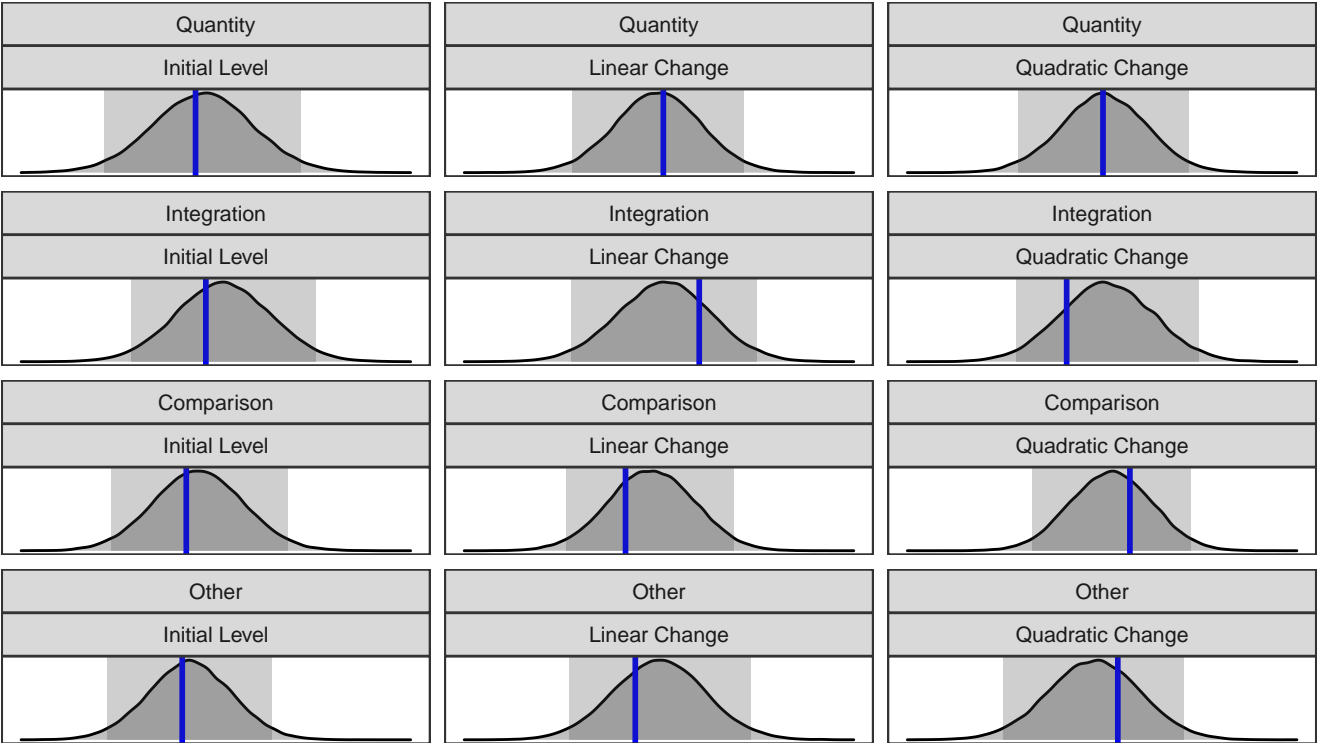 Quantity
Initial Level
Quantity
Linear Change
Quantity
Quadratic Change
Integration
Initial Level
Integration
Linear Change
Integration
Quadratic Change
Comparison
Initial Level
Comparison
Linear Change
Comparison
Quadratic Change
Other
Initial Level
Other
Linear Change
Other
Quadratic Change